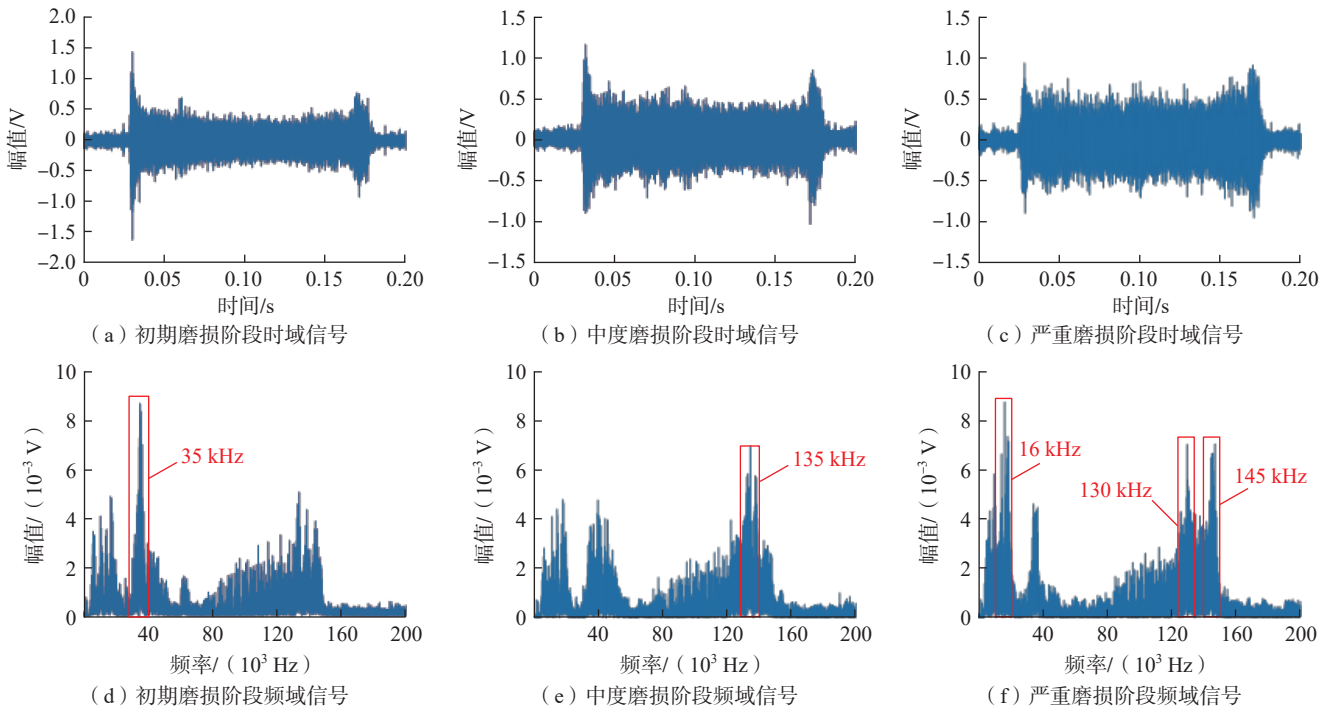 2.0
1.5
1.0
0.5
0
−0.5
−1.0
−1.5
−2.0
幅值/V
0 0.05 0.10 0.15 0.20
时间/s
（a）初期磨损阶段时域信号
1.5
1.0
0.5
0
−0.5
−1.0
−1.5
幅值/V
0 0.05 0.10 0.15 0.20
时间/s
（b）中度磨损阶段时域信号
1.5
1.0
0.5
0
−0.5
−1.0
−1.5
幅值/V
0 0.05 0.10 0.15 0.20
时间/s
（c）严重磨损阶段时域信号
10
8
6
4
2
0
幅值/（10⁻³ V）
35 kHz
40 80 120 160 200
频率/（10³ Hz）
（d）初期磨损阶段频域信号
10
8
6
4
2
0
幅值/（10⁻³ V）
135 kHz
40 80 120 160 200
频率/（10³ Hz）
（e）中度磨损阶段频域信号
10
8
6
4
2
0
幅值/（10⁻³ V）
16 kHz
130 kHz
145 kHz
40 80 120 160 200
频率/（10³ Hz）
（f）严重磨损阶段频域信号